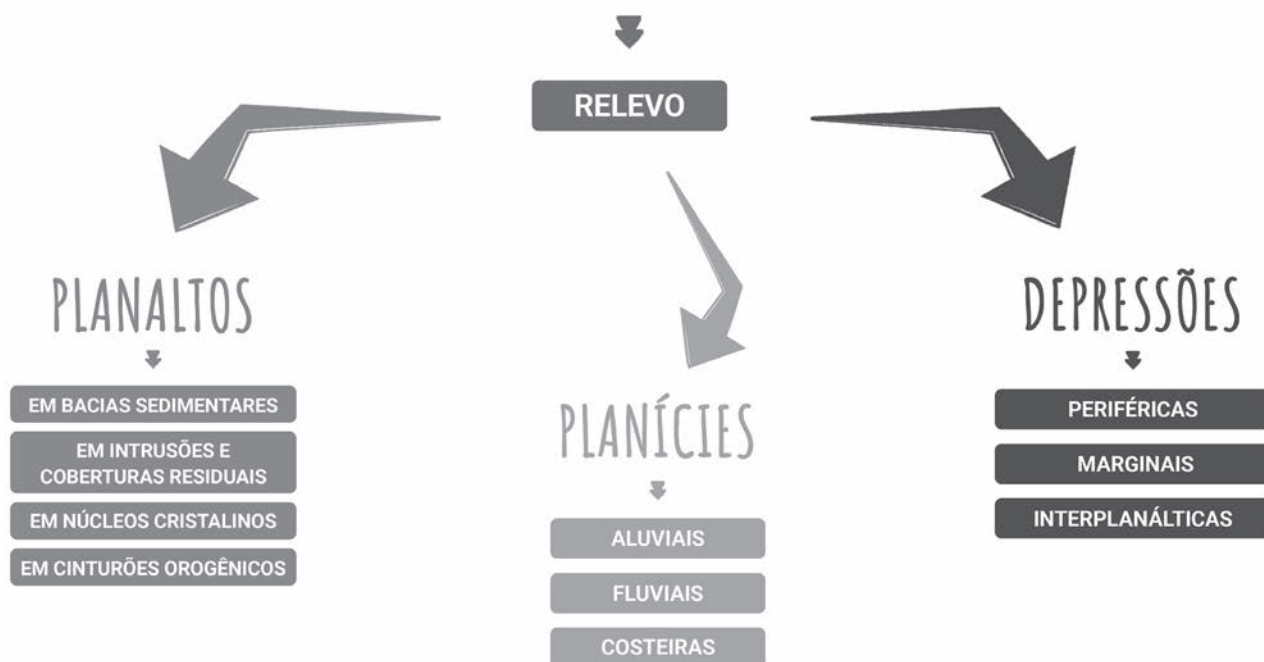 RELEVO
PLANALTOS
EM BACIAS SEDIMENTARES
EM INTRUSÕES E
COBERTURAS RESIDUAIS
EM NÚCLEOS CRISTALINOS
EM CINTURÕES OROGÊNICOS
PLANÍCIES
ALUVIAIS
FLUVIAIS
COSTEIRAS
DEPRESSÕES
PERIFÉRICAS
MARGINAIS
INTERPLANÁLTICAS